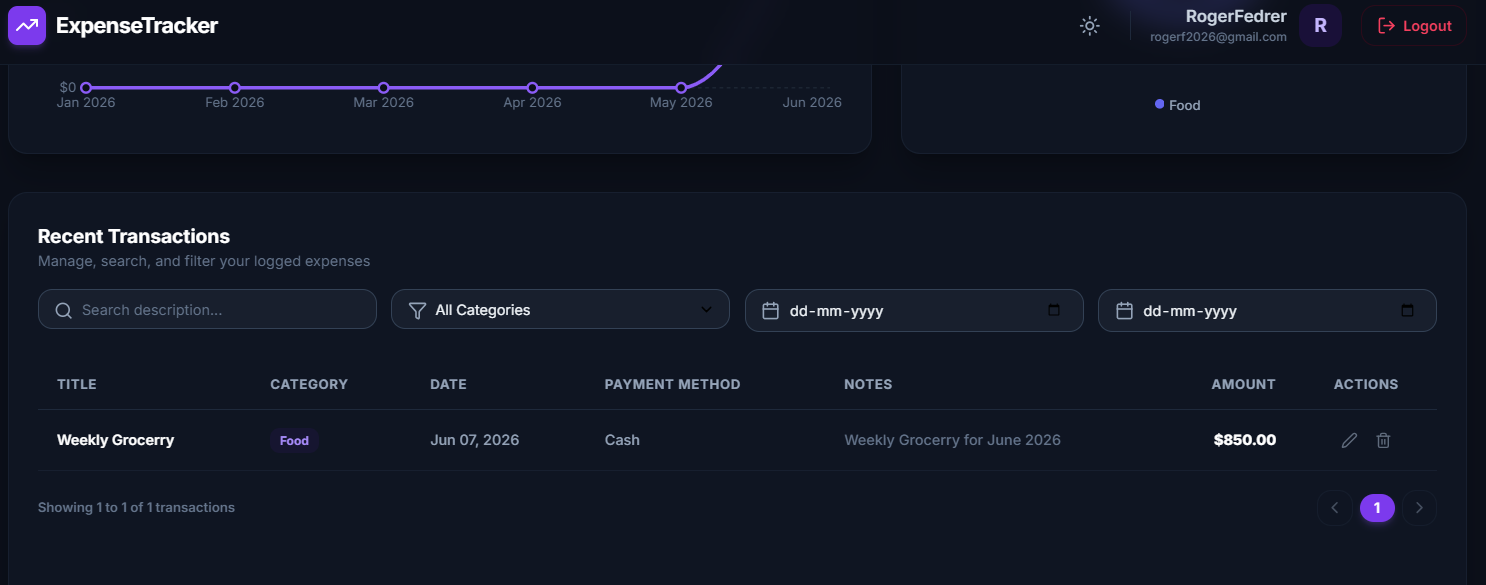 ExpenseTracker
RogerFedrer
rogerf2026@gmail.com
R
Logout
$0
Jan 2026 Feb 2026 Mar 2026 Apr 2026 May 2026 Jun 2026
Food
Recent Transactions
Manage, search, and filter your logged expenses
Search description... All Categories dd-mm-yyyy dd-mm-yyyy
TITLE CATEGORY DATE PAYMENT METHOD NOTES AMOUNT ACTIONS
Weekly Grocerry Food Jun 07, 2026 Cash Weekly Grocerry for June 2026 $850.00
Showing 1 to 1 of 1 transactions 1